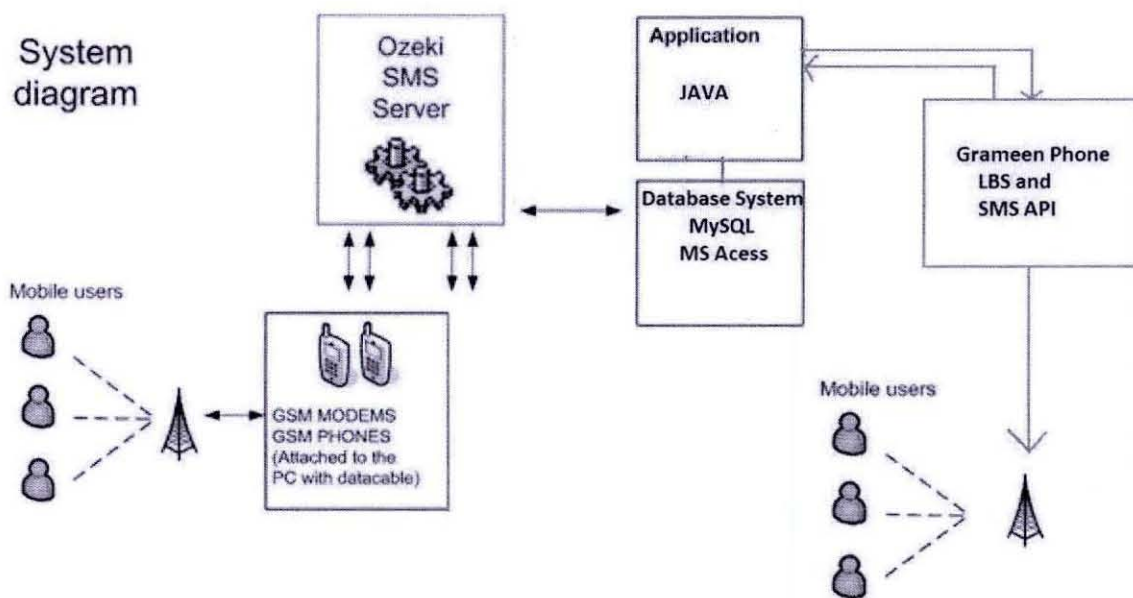 System
diagram
Ozeki
SMS
Server
Application
JAVA
Database System
MySQL
MS Acess
Grameen Phone
LBS and
SMS API
Mobile users
GSM MODEMS
GSM PHONES
(Attached to the
PC with datacable)
Mobile users